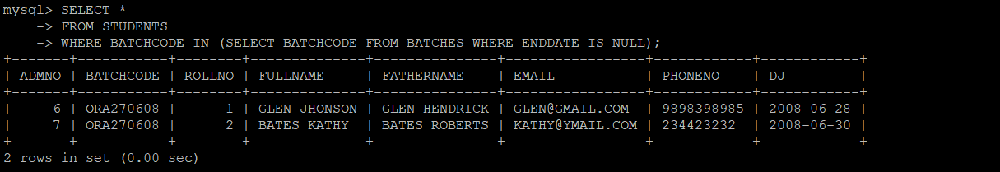 mysql> SELECT *
    -> FROM STUDENTS
    -> WHERE BATCHCODE IN (SELECT BATCHCODE FROM BATCHES WHERE ENDDATE IS NULL);
+-------+-----------+--------+--------------+---------------+-----------------+------------+------------+
| ADMNO | BATCHCODE | ROLLNO | FULLNAME     | FATHERNAME    | EMAIL           | PHONENO    | DJ         |
+-------+-----------+--------+--------------+---------------+-----------------+------------+------------+
|     6 | ORA270608 |      1 | GLEN JHONSON | GLEN HENDRICK | GLEN@GMAIL.COM  | 9898398985 | 2008-06-28 |
|     7 | ORA270608 |      2 | BATES KATHY  | BATES ROBERTS | KATHY@YMAIL.COM | 234423232  | 2008-06-30 |
+-------+-----------+--------+--------------+---------------+-----------------+------------+------------+
2 rows in set (0.00 sec)